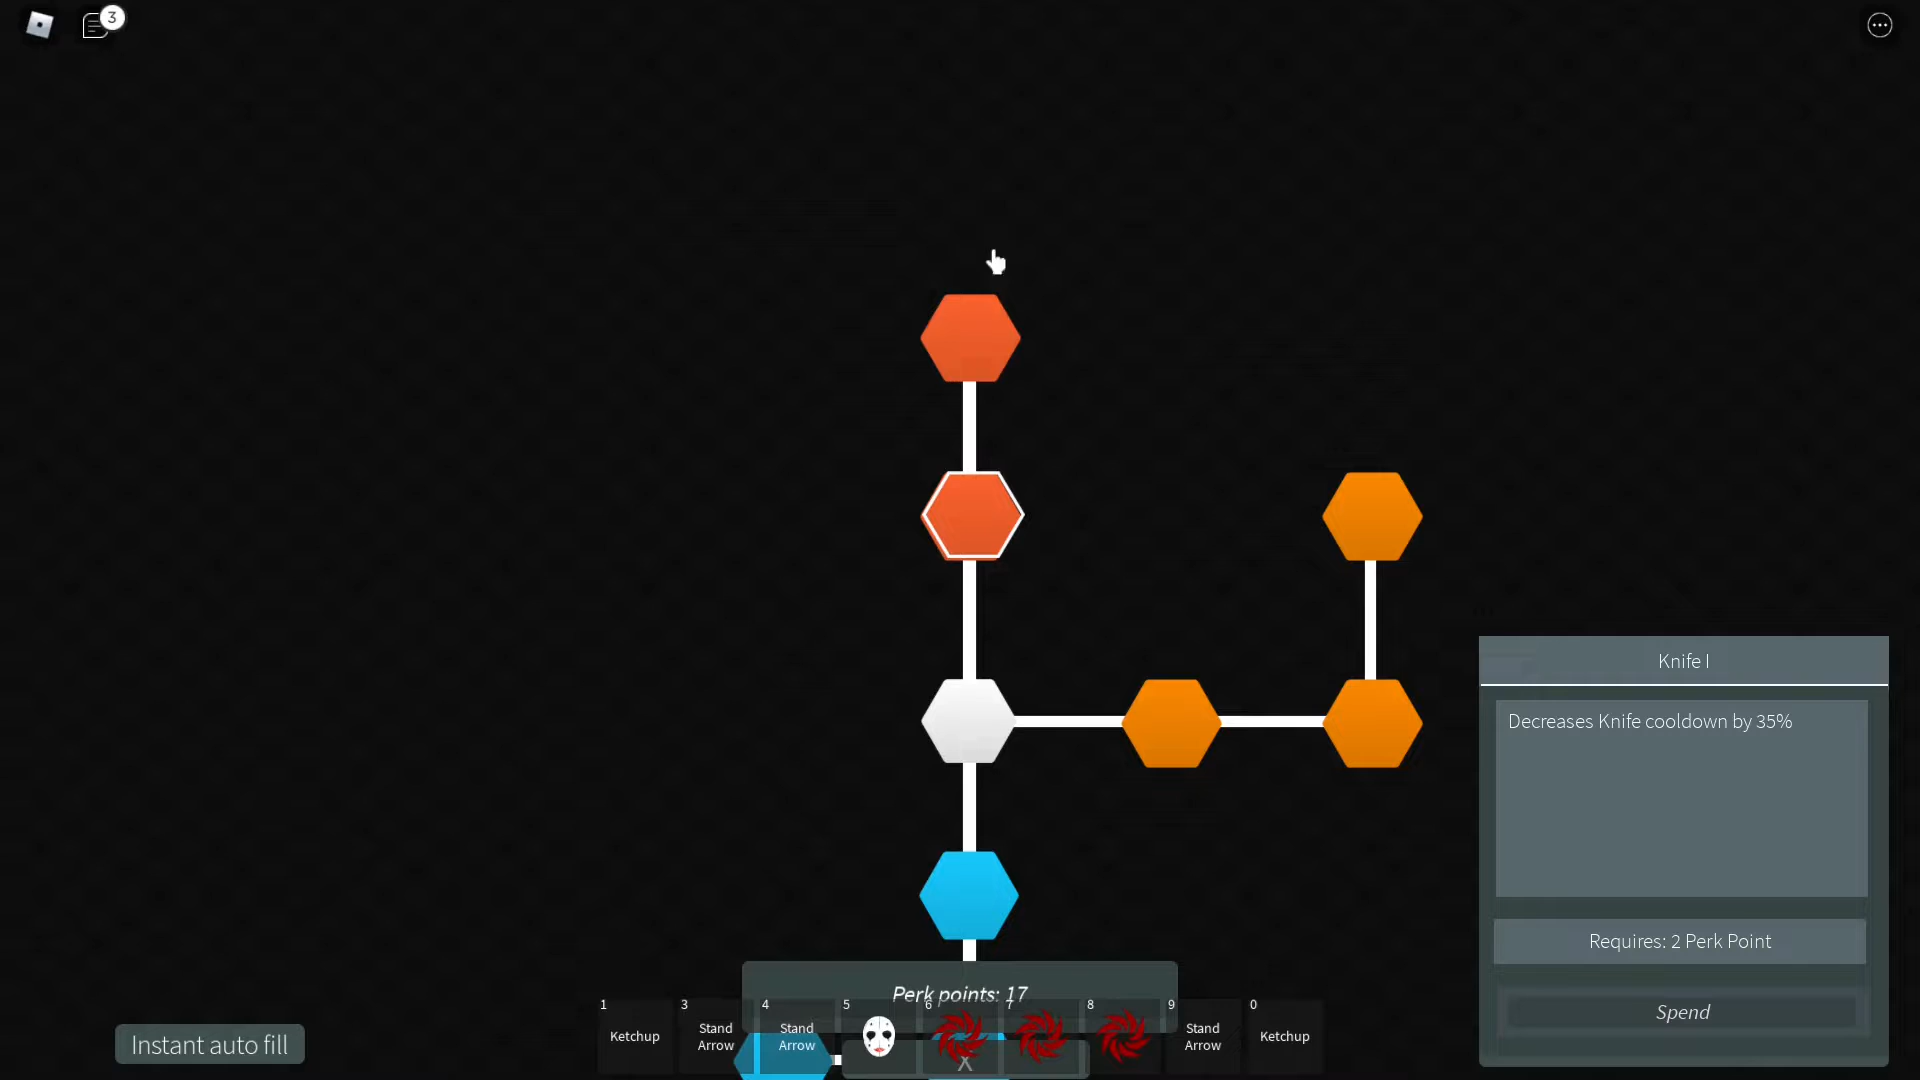 3
Knife I
Decreases Knife cooldown by 35%
Requires: 2 Perk Point
Spend
Perk points: 17
1
3
4
5
6
7
8
9
0
Ketchup
Stand
Arrow
Stand
Arrow
Stand
Arrow
Ketchup
X
Instant auto fill